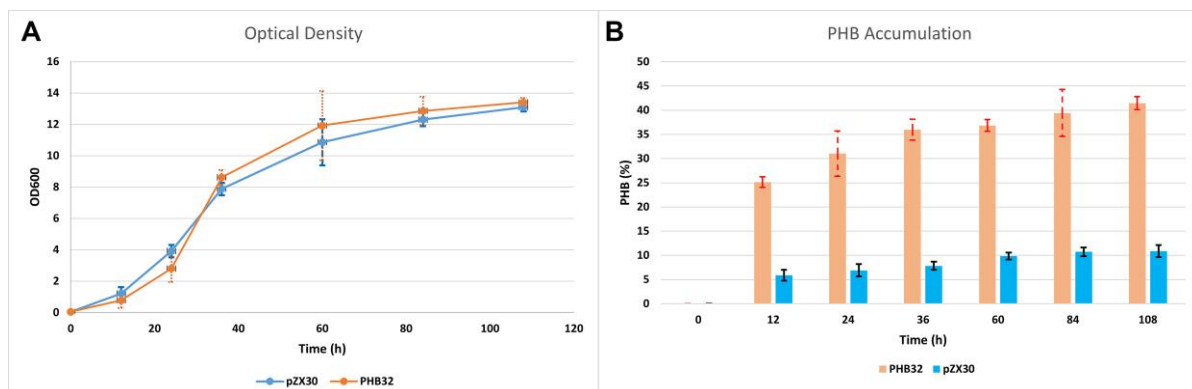 A
Optical Density
16
14
12
10
8
6
4
2
0
OD600
0 20 40 60 80 100 120
Time (h)
pZX30 PHB32
B
PHB Accumulation
50
45
40
35
30
25
20
15
10
5
0
PHB (%)
0 12 24 36 60 84 108
Time (h)
PHB32 pZX30